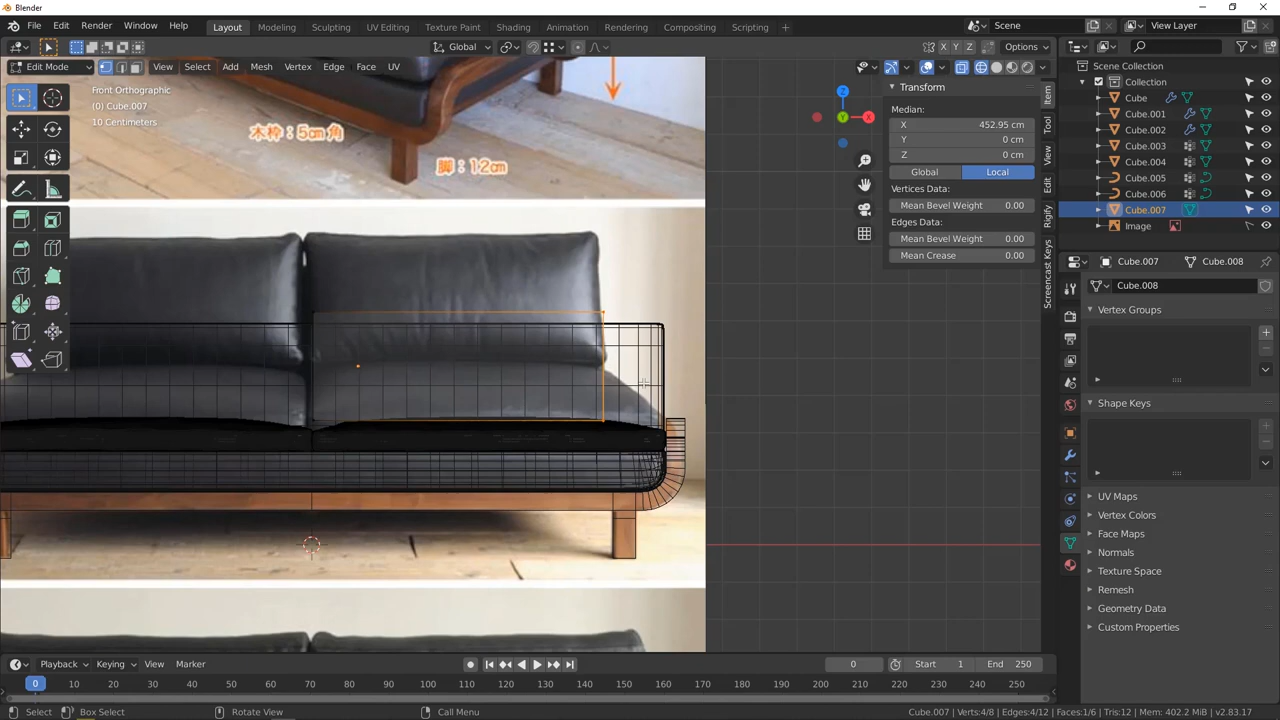 Blender
File Edit Render Window Help
Layout Modeling Sculpting UV Editing Texture Paint Shading Animation Rendering Compositing Scripting +
Scene
View Layer
Global
X Y Z
Options
Edit Mode View Select Add Mesh Vertex Edge Face UV
Front Orthographic
(0) Cube.007
10 Centimeters
木枠：5cm角
脚：12cm
Z
Y
X
Transform
Median:
X 452.95 cm
Y 0 cm
Z 0 cm
Global Local
Vertices Data:
Mean Bevel Weight 0.00
Edges Data:
Mean Bevel Weight 0.00
Mean Crease 0.00
Item
Tool
View
Edit
Rigify
Screencast Keys
Scene Collection
Collection
Cube
Cube.001
Cube.002
Cube.003
Cube.004
Cube.005
Cube.006
Cube.007
Image
Cube.007 Cube.008
Cube.008
Vertex Groups
Shape Keys
UV Maps
Vertex Colors
Face Maps
Normals
Texture Space
Remesh
Geometry Data
Custom Properties
Playback Keying View Marker
0 Start 1 End 250
0 10 20 30 40 50 60 70 80 90 100 110 120 130 140 150 160 170 180 190 200 210 220 230 240 250
Select Box Select Rotate View Call Menu
Cube.007 | Verts:4/8 | Edges:4/12 | Faces:1/6 | Tris:12 | Mem: 402.2 MiB | v2.83.17